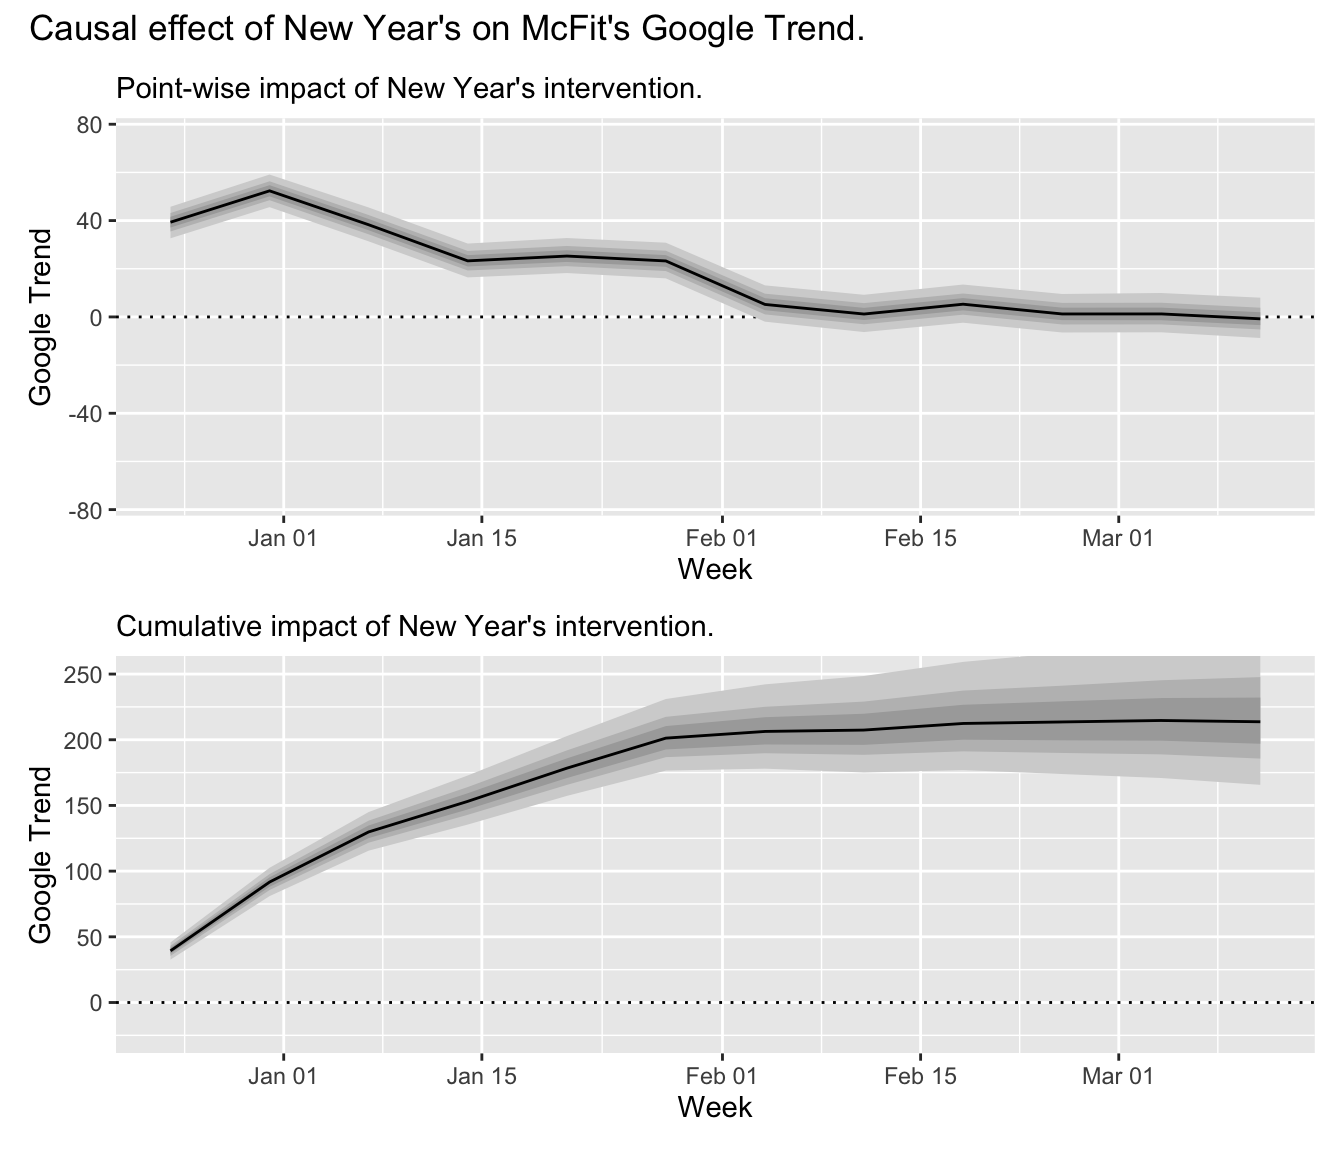 Causal effect of New Year's on McFit's Google Trend.
Point-wise impact of New Year's intervention.
80
40
0
-40
-80
Google Trend
Jan 01
Jan 15
Feb 01
Feb 15
Mar 01
Week
Cumulative impact of New Year's intervention.
250
200
150
100
50
0
Google Trend
Jan 01
Jan 15
Feb 01
Feb 15
Mar 01
Week